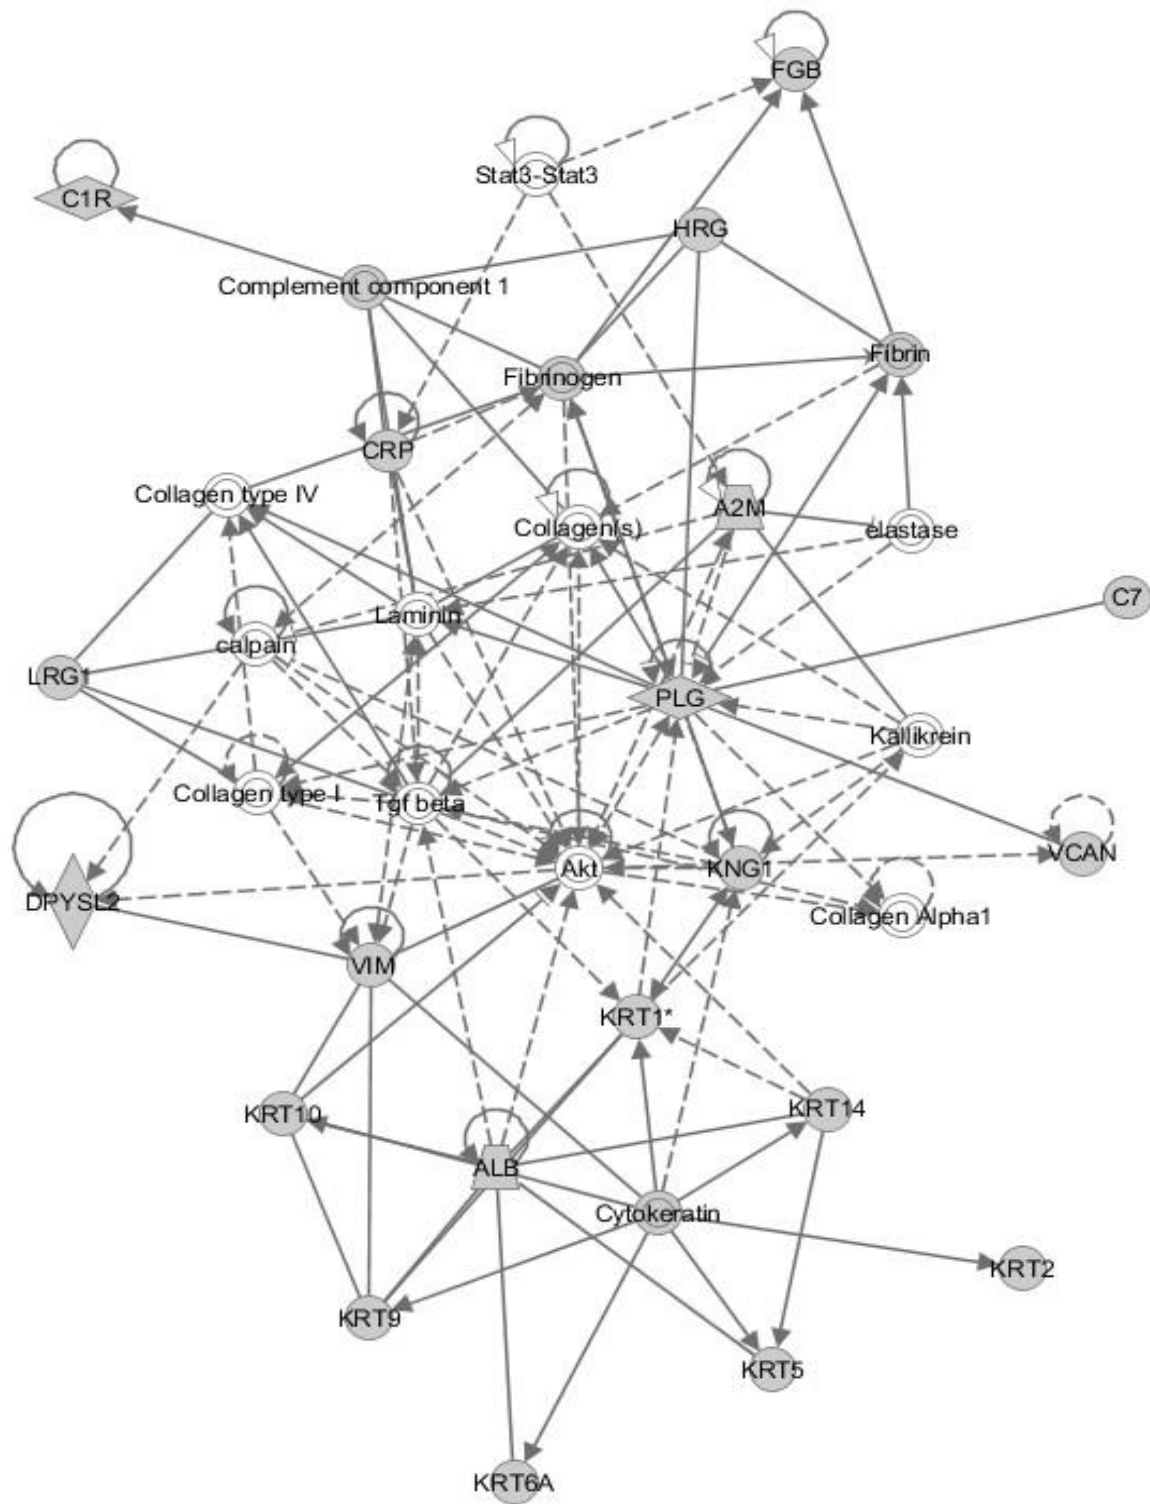 FGB
Stat3-Stat3
C1R
HRG
Complement component 1
Fibrin
Fibrinogen
CRP
Collagen type IV
A2M
Collagen(s)
elastase
C7
Laminin
calpain
LRG1
PLG
Kallikrein
Collagen type I
Tgf beta
VCAN
Akt
KNG1
DPYSL2
Collagen Alpha1
VIM
KRT1*
KRT10
KRT14
ALB
Cytokeratin
KRT2
KRT9
KRT5
KRT6A